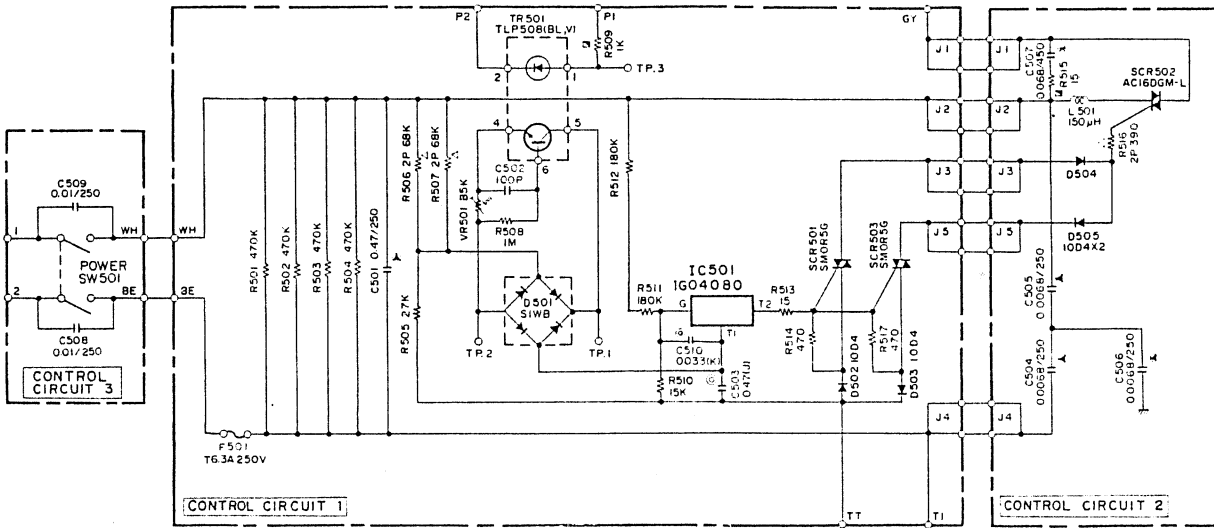 P2
TR501
TLP508(BL,V)
P1
R509
1K
TP.3
2
1
4
5
6
C502
100P
VR501 B5K
R508
1M
D501
S1WB
TP.2
TP.1
C509
0.01/250
1
WH
WH
POWER
SW501
2
BE
BE
C508
0.01/250
CONTROL
CIRCUIT 3
F501
T6.3A 250V
R501 470K
R502 470K
R503 470K
R504 470K
C501 0.47/250
R506 2P 68K
R507 2P 68K
R505 27K
R512 180K
R511
180K
G
IC501
1G04080
T2
T1
R513
15
C510
0.033(K)
R510
15K
C503
0.47(J)
R514
470
D502 10D4
R517
470
D503 10D4
SCR501
SM0R5G
SCR503
SM0R5G
CONTROL CIRCUIT 1
TT
T1
GY
J1
J1
J2
J2
J3
J3
J5
J5
J4
J4
C507
0.0068/450
R515
15
SCR502
AC16DGM-L
L501
150μH
R516
2P 390
D504
D505
10D4X2
C505
0.0068/250
C504
0.0068/250
C506
0.0068/250
CONTROL CIRCUIT 2